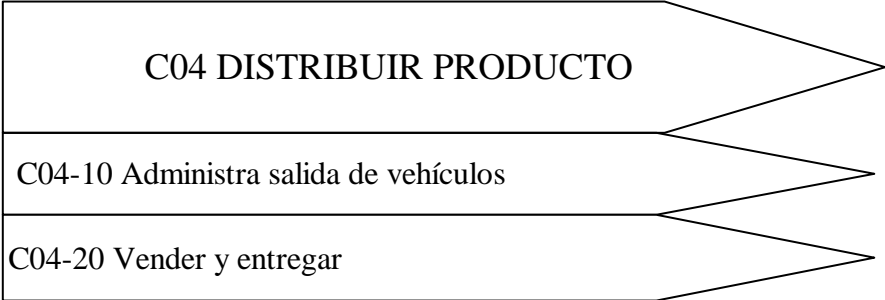 C04 DISTRIBUIR PRODUCTO
C04-10 Administra salida de vehículos
C04-20 Vender y entregar